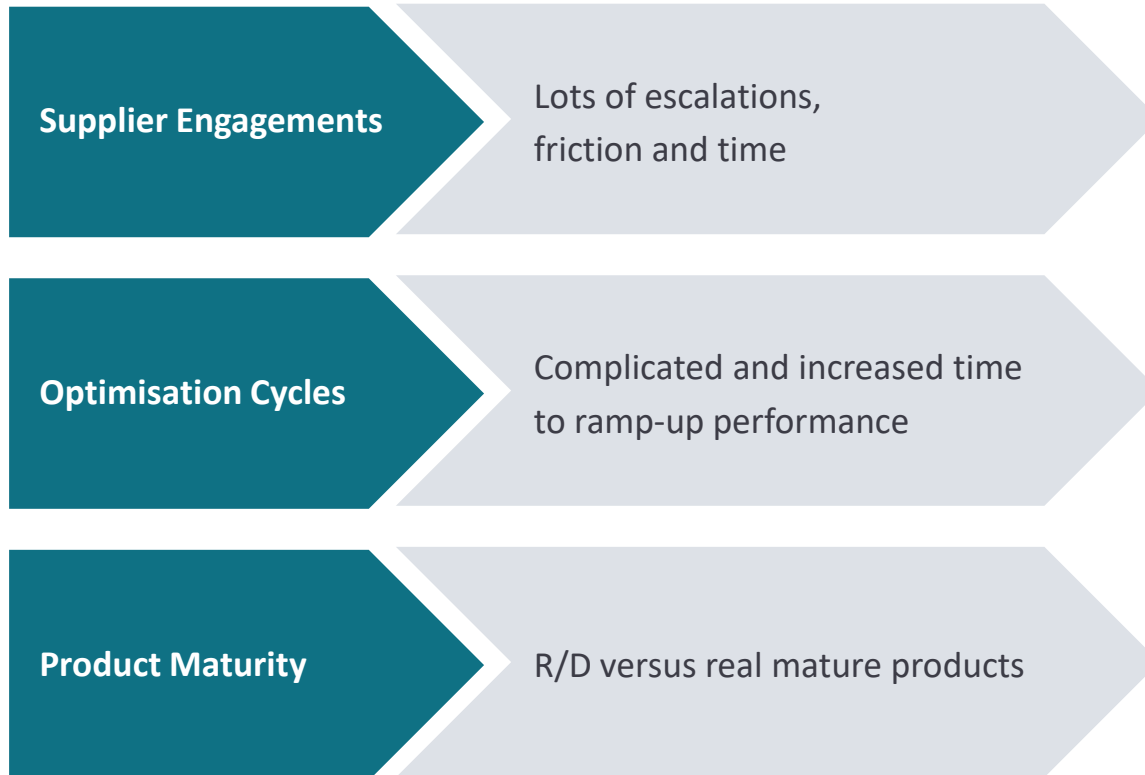 Supplier Engagements
Lots of escalations,
friction and time
Optimisation Cycles
Complicated and increased time
to ramp-up performance
Product Maturity
R/D versus real mature products